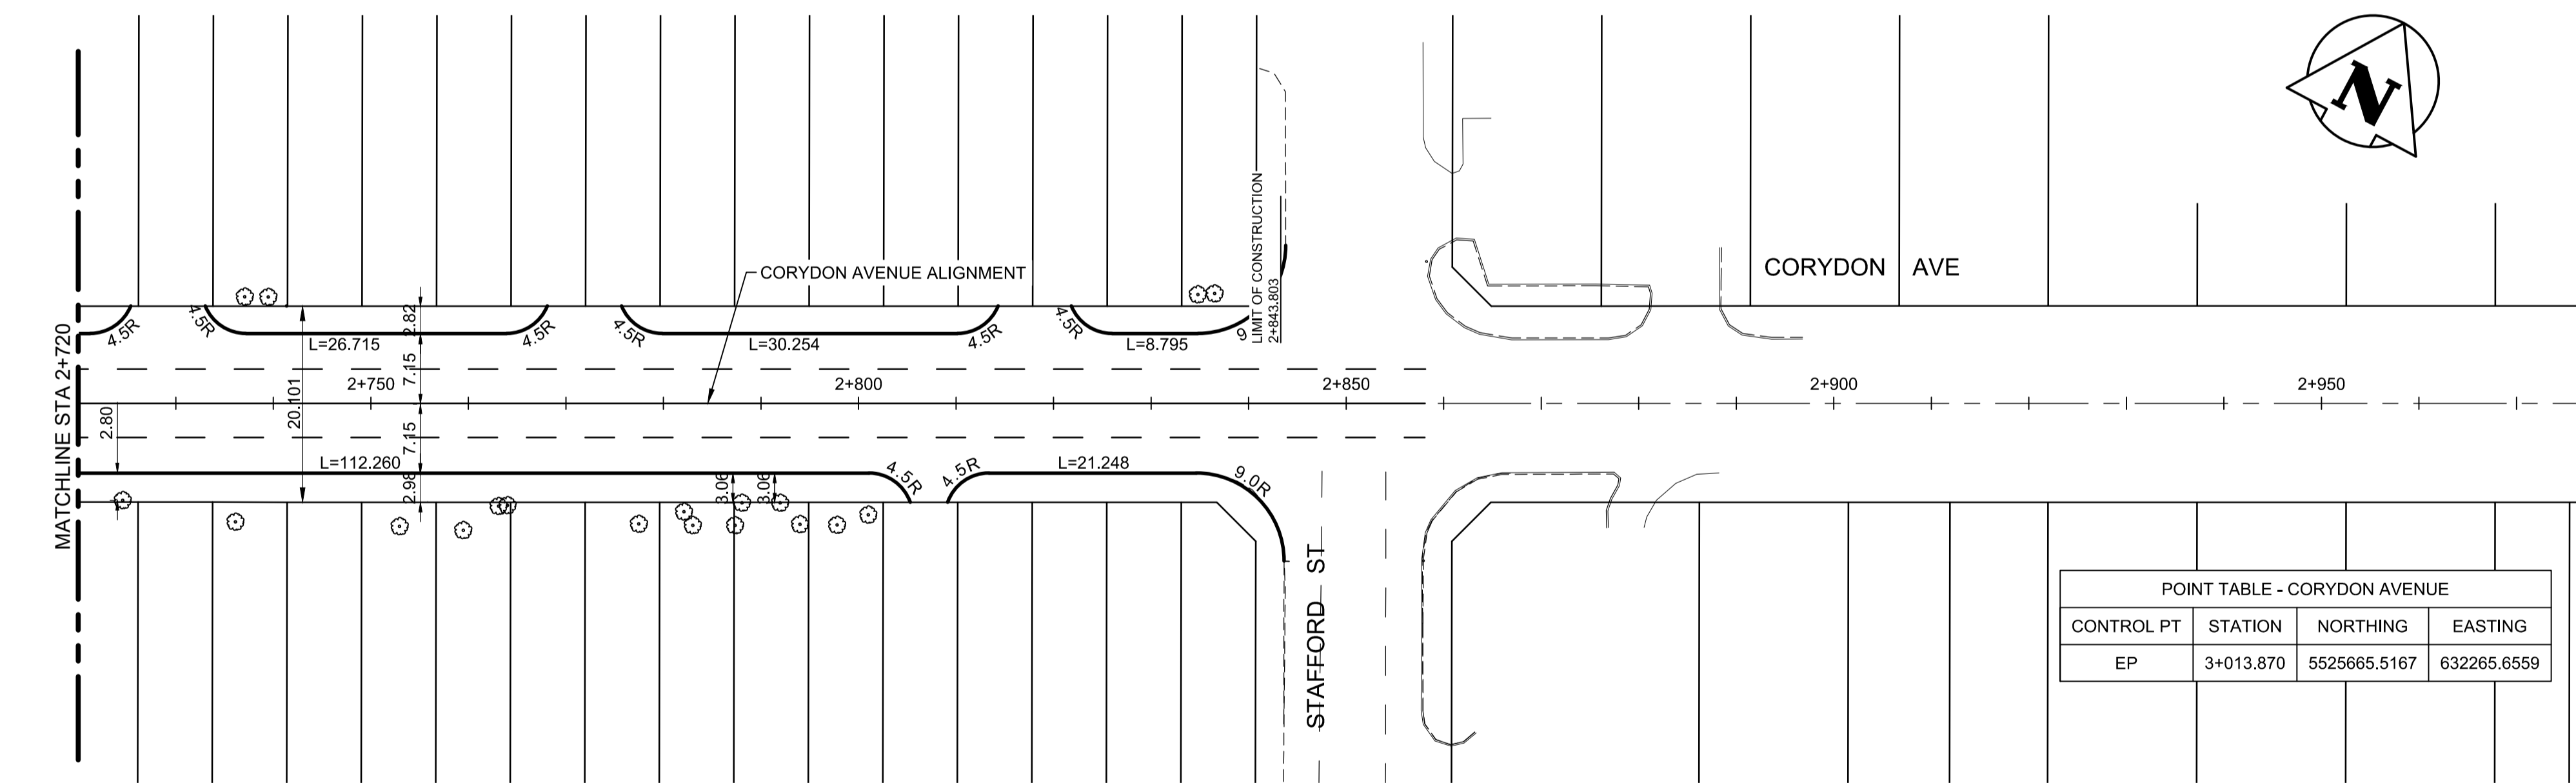 N
CORYDON AVE
CORYDON AVENUE ALIGNMENT
LIMIT OF CONSTRUCTION
2+843.803
4.5R
4.5R
2.82
4.5R
4.5R
4.5R
4.5R
9
L=26.715
L=30.254
L=8.795
MATCHLINE STA 2+720
2.80
20.101
7.15
2+750
2+800
2+850
2+900
2+950
7.15
L=112.260
2.98
3.06
3.06
4.5R
4.5R
L=21.248
9.0R
STAFFORD ST
POINT TABLE - CORYDON AVENUE
CONTROL PT STATION NORTHING EASTING
EP 3+013.870 5525665.5167 632265.6559